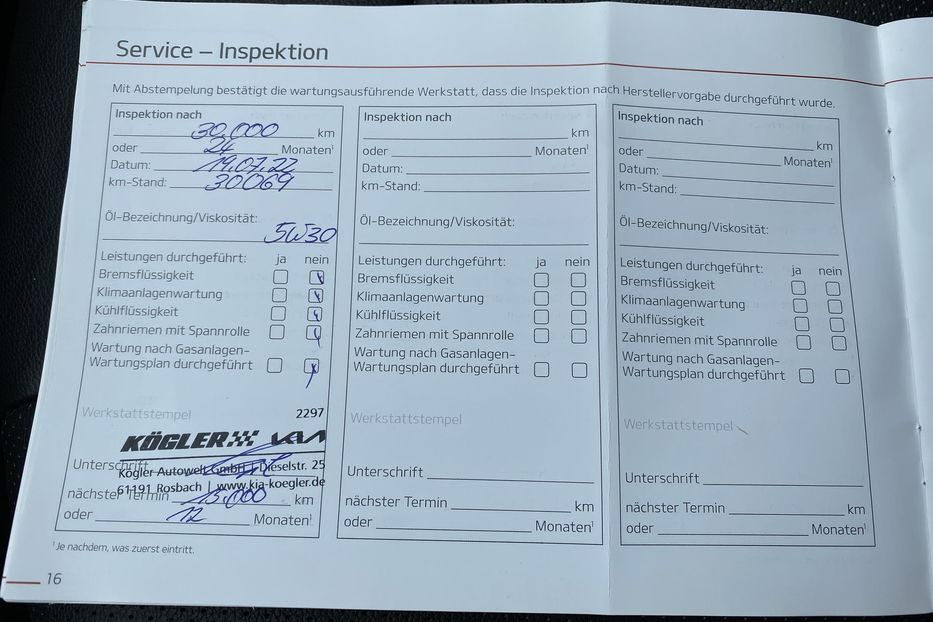 Service – Inspektion
Mit Abstempelung bestätigt die wartungsausführende Werkstatt, dass die Inspektion nach Herstellervorgabe durchgeführt wurde.
Inspektion nach
30.000 km
oder 24 Monaten¹
Datum: 19.07.22
km-Stand: 30069
Öl-Bezeichnung/Viskosität:
5W30
Leistungen durchgeführt: ja nein
Bremsflüssigkeit
Klimaanlagenwartung
Kühlflüssigkeit
Zahnriemen mit Spannrolle
Wartung nach Gasanlagen-
Wartungsplan durchgeführt
Werkstattstempel 2297
KÖGLER KIA
Unterschrift
Kögler Autowelt GmbH | Dieselstr. 25
61191 Rosbach | www.kia-koegler.de
nächster Termin 15.000 km
oder 12 Monaten¹
Inspektion nach
km
oder Monaten¹
Datum:
km-Stand:
Öl-Bezeichnung/Viskosität:
Leistungen durchgeführt: ja nein
Bremsflüssigkeit
Klimaanlagenwartung
Kühlflüssigkeit
Zahnriemen mit Spannrolle
Wartung nach Gasanlagen-
Wartungsplan durchgeführt
Werkstattstempel
Unterschrift
nächster Termin km
oder Monaten¹
Inspektion nach
km
oder Monaten¹
Datum:
km-Stand:
Öl-Bezeichnung/Viskosität:
Leistungen durchgeführt: ja nein
Bremsflüssigkeit
Klimaanlagenwartung
Kühlflüssigkeit
Zahnriemen mit Spannrolle
Wartung nach Gasanlagen-
Wartungsplan durchgeführt
Werkstattstempel
Unterschrift
nächster Termin km
oder Monaten¹
¹Je nachdem, was zuerst eintritt.
16